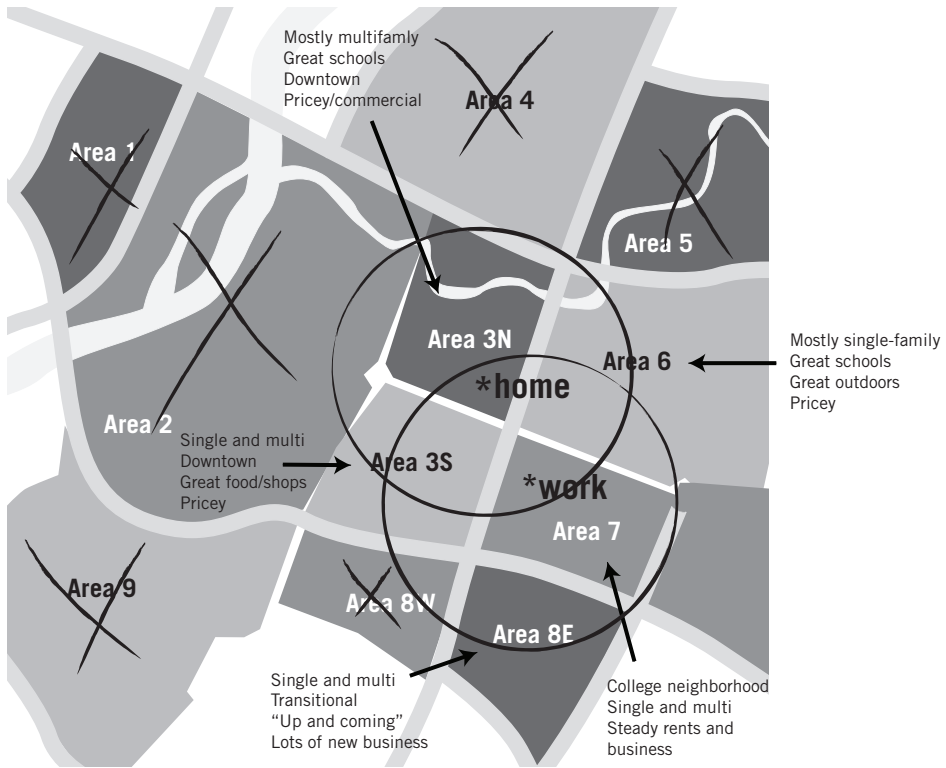 Mostly multifamly
Great schools
Downtown
Pricey/commercial
Area 4
Area 1
Area 5
Area 3N
Area 6
Mostly single-family
Great schools
Great outdoors
Pricey
*home
Area 2
Single and multi
Downtown
Great food/shops
Pricey
Area 3S
*work
Area 7
Area 9
Area 8W
Area 8E
Single and multi
Transitional
“Up and coming”
Lots of new business
College neighborhood
Single and multi
Steady rents and
business